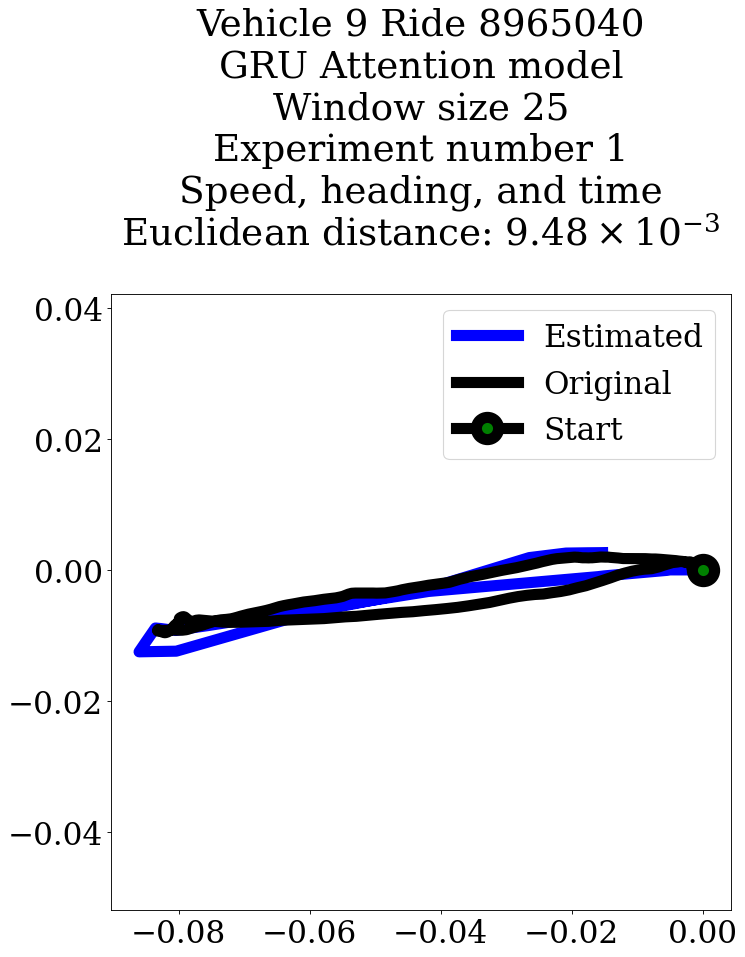 Vehicle 9 Ride 8965040
GRU Attention model
Window size 25
Experiment number 1
Speed, heading, and time
Euclidean distance: 9.48 × 10⁻³
0.04
0.02
0.00
−0.02
−0.04
Estimated
Original
Start
−0.08
−0.06
−0.04
−0.02
0.00